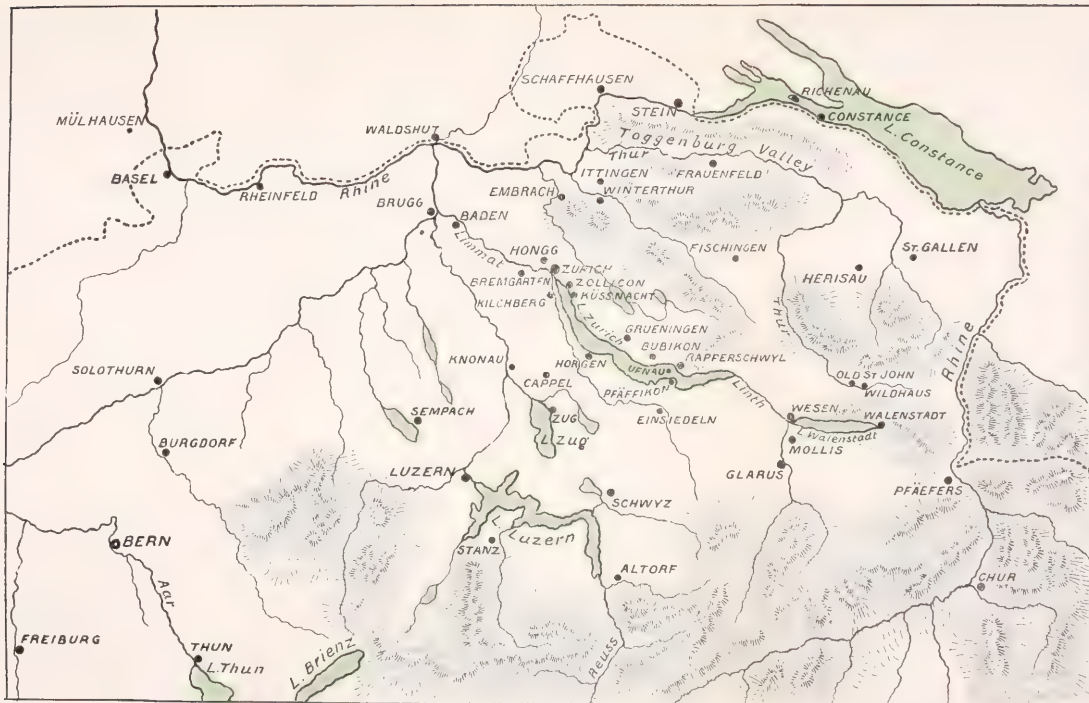 SCHAFFHAUSEN
RICHENAU
STEIN
CONSTANCE
L. Constance
MÜLHAUSEN
WALDSHUT
Toggenburg Valley
Thur
FRAUENFELD
BASEL
RHEINFELD
Rhine
ITTINGEN
EMBRACH
WINTERTHUR
BRUGG
BADEN
Limmat
HONGG
FISCHINGEN
ST. GALLEN
HERISAU
BREMGARTEN
ZURICH
ZOLLICON
KILCHBERG
KÜSSNACHT
L. Zurich
Thur
GRUENINGEN
BUBIKON
RAPFERSCHWYL
Rhine
KNONAU
HORGEN
UFNAU
SOLOTHURN
CAPPEL
PFÄFFIKON
Linth
OLD ST JOHN
WILDHAUS
SEMPACH
ZUG
L. Zug
EINSIEDELN
WESEN
WALENSTADT
L. Walenstadt
MOLLIS
BURGDORF
LUZERN
GLARUS
PFÄEFERS
SCHWYZ
L. Luzern
STANZ
BERN
ALTORF
CHUR
Aar
FREIBURG
THUN
L. Thun
L. Brienz
Reuss